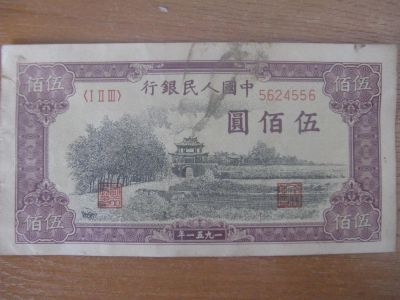 伍佰
伍佰
行銀民人國中
〈I II III〉
5624556
圓佰伍
伍佰
伍佰
年一五九一